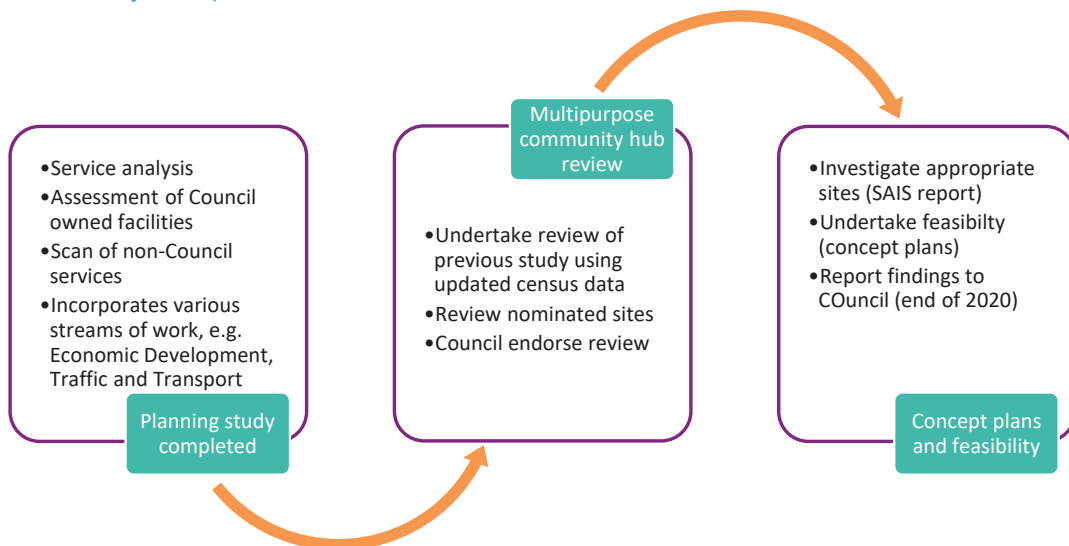 •Service analysis
•Assessment of Council
owned facilities
•Scan of non-Council
services
•Incorporates various
streams of work, e.g.
Economic Development,
Traffic and Transport
Planning study
completed
Multipurpose
community hub
review
•Undertake review of
previous study using
updated census data
•Review nominated sites
•Council endorse review
•Investigate appropriate
sites (SAIS report)
•Undertake feasibilty
(concept plans)
•Report findings to
COuncil (end of 2020)
Concept plans
and feasibility